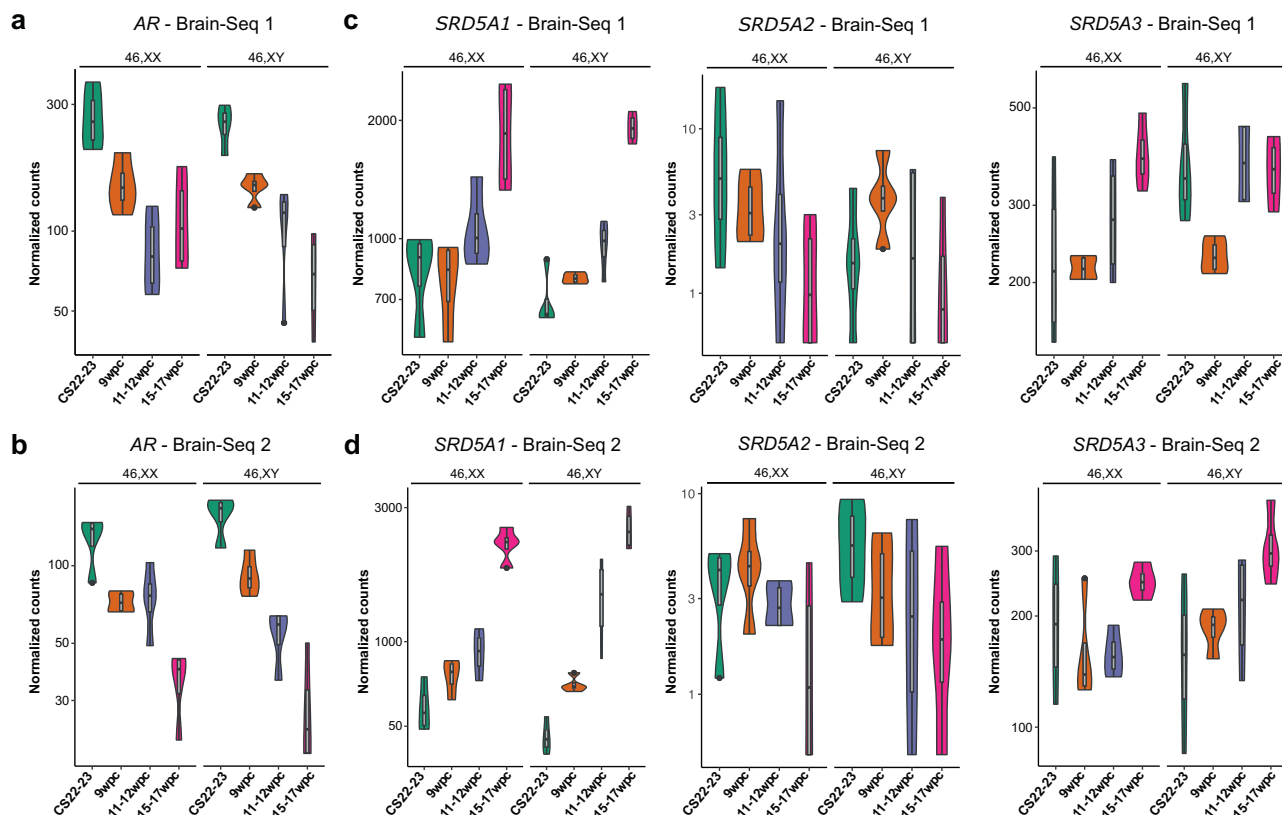 a
AR - Brain-Seq 1
46,XX
46,XY
Normalized counts
300
100
50
CS22-23
9wpc
11-12wpc
15-17wpc
CS22-23
9wpc
11-12wpc
15-17wpc
c
SRD5A1 - Brain-Seq 1
46,XX
46,XY
Normalized counts
2000
1000
700
CS22-23
9wpc
11-12wpc
15-17wpc
CS22-23
9wpc
11-12wpc
15-17wpc
SRD5A2 - Brain-Seq 1
46,XX
46,XY
Normalized counts
10
3
1
CS22-23
9wpc
11-12wpc
15-17wpc
CS22-23
9wpc
11-12wpc
15-17wpc
SRD5A3 - Brain-Seq 1
46,XX
46,XY
Normalized counts
500
300
200
CS22-23
9wpc
11-12wpc
15-17wpc
CS22-23
9wpc
11-12wpc
15-17wpc
b
AR - Brain-Seq 2
46,XX
46,XY
Normalized counts
100
50
30
CS22-23
9wpc
11-12wpc
15-17wpc
CS22-23
9wpc
11-12wpc
15-17wpc
d
SRD5A1 - Brain-Seq 2
46,XX
46,XY
Normalized counts
3000
1000
50
CS22-23
9wpc
11-12wpc
15-17wpc
CS22-23
9wpc
11-12wpc
15-17wpc
SRD5A2 - Brain-Seq 2
46,XX
46,XY
Normalized counts
10
3
1
CS22-23
9wpc
11-12wpc
15-17wpc
CS22-23
9wpc
11-12wpc
15-17wpc
SRD5A3 - Brain-Seq 2
46,XX
46,XY
Normalized counts
300
200
100
CS22-23
9wpc
11-12wpc
15-17wpc
CS22-23
9wpc
11-12wpc
15-17wpc